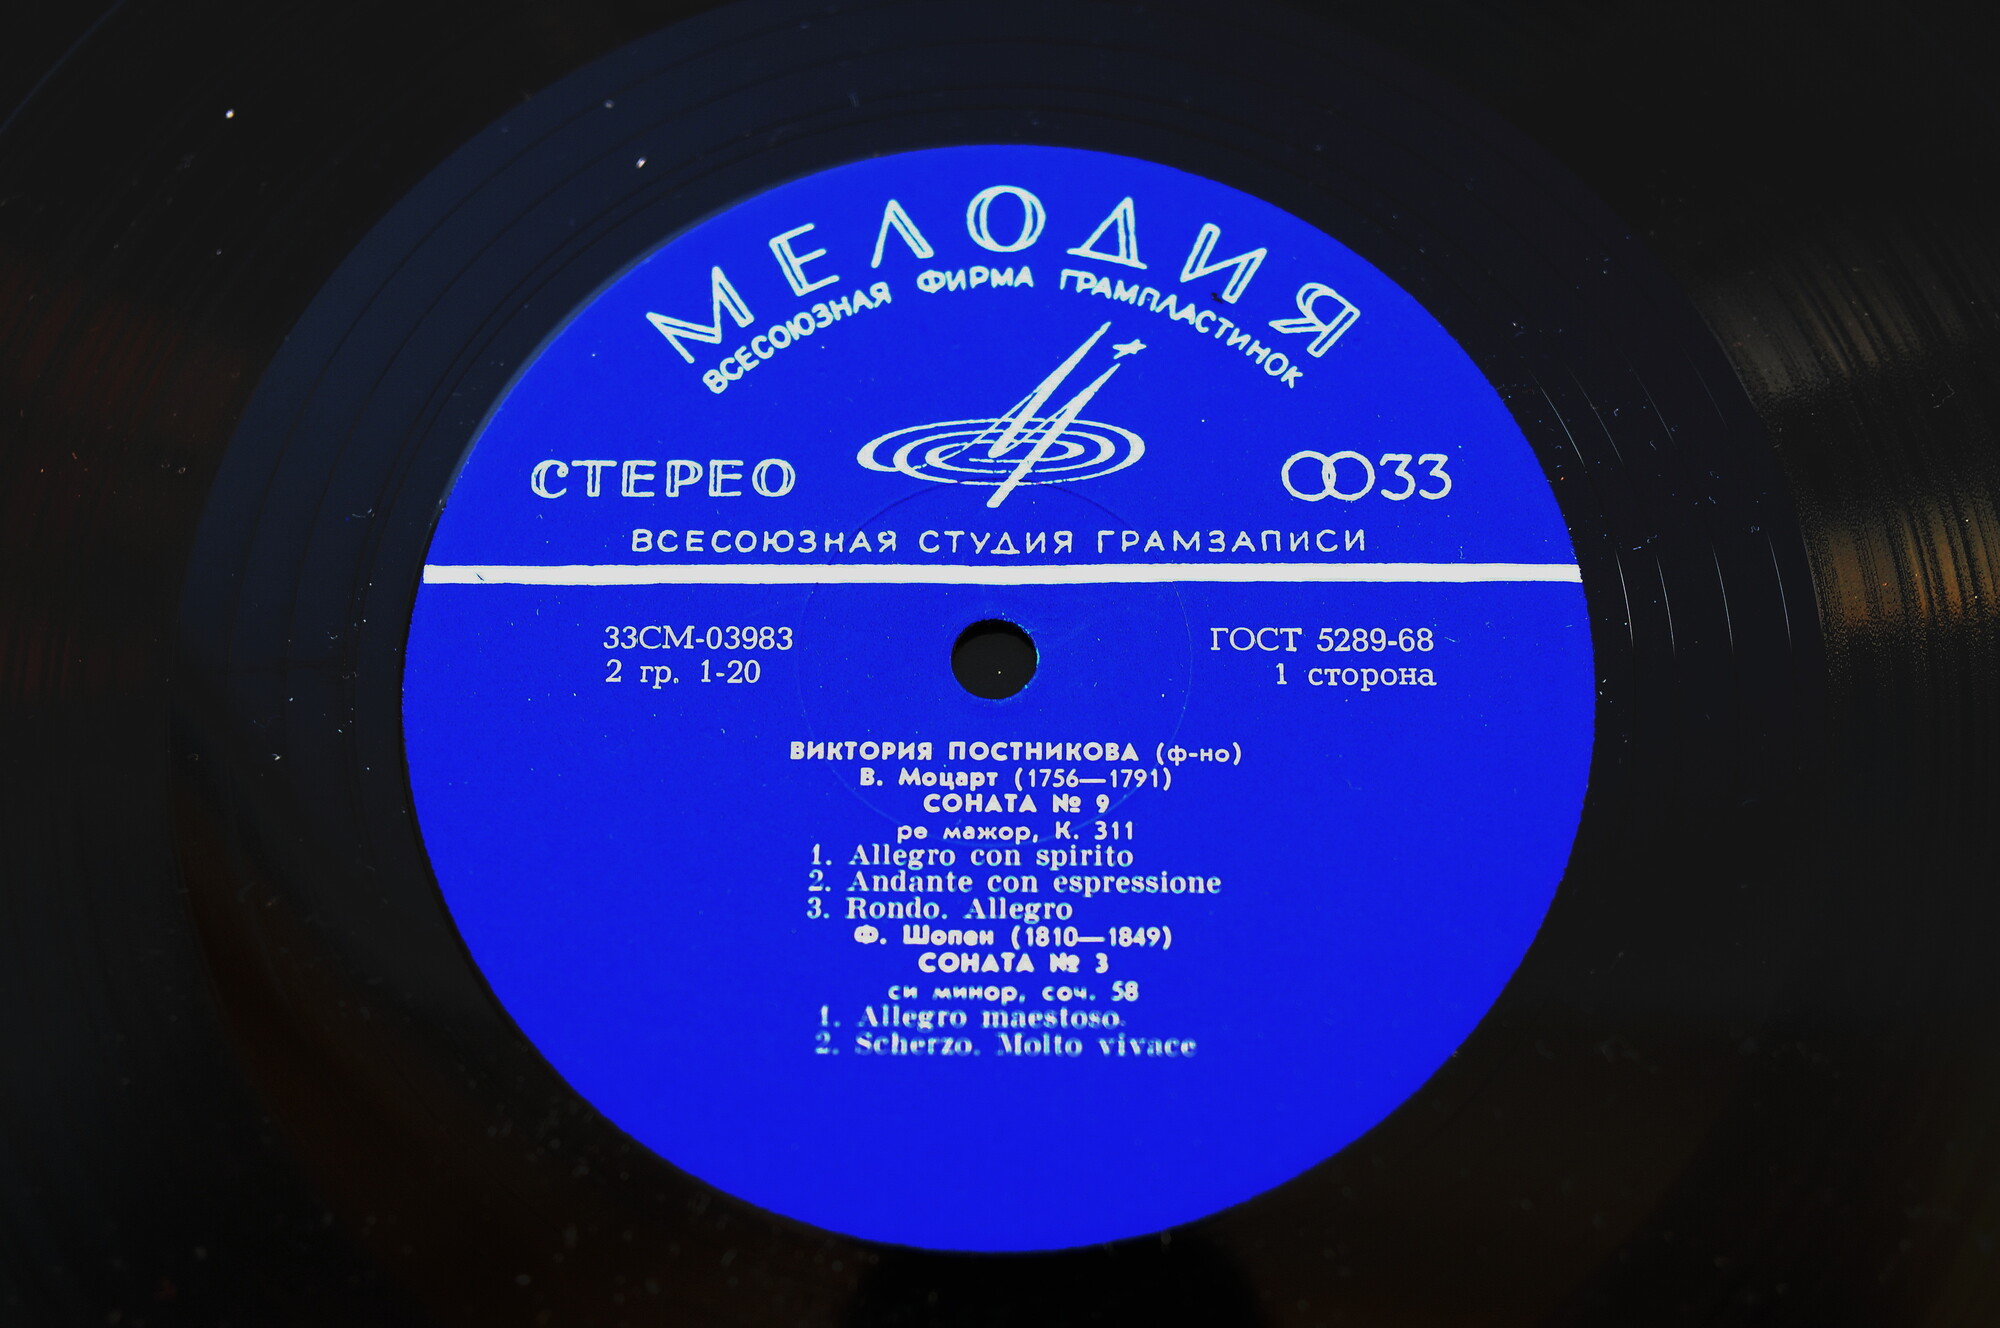 МЕЛОДИЯ
ВСЕСОЮЗНАЯ ФИРМА ГРАМПЛАСТИНОК
СТЕРЕО
33
ВСЕСОЮЗНАЯ СТУДИЯ ГРАМЗАПИСИ
33СМ-03983
ГОСТ 5289-68
2 гр. 1-20
1 сторона
ВИКТОРИЯ ПОСТНИКОВА (ф-но)
В. Моцарт (1756—1791)
СОНАТА № 9
ре мажор, К. 311
1. Allegro con spirito
2. Andante con espressione
3. Rondo. Allegro
Ф. Шопен (1810—1849)
СОНАТА № 3
си минор, соч. 58
1. Allegro maestoso.
2. Scherzo. Molto vivace